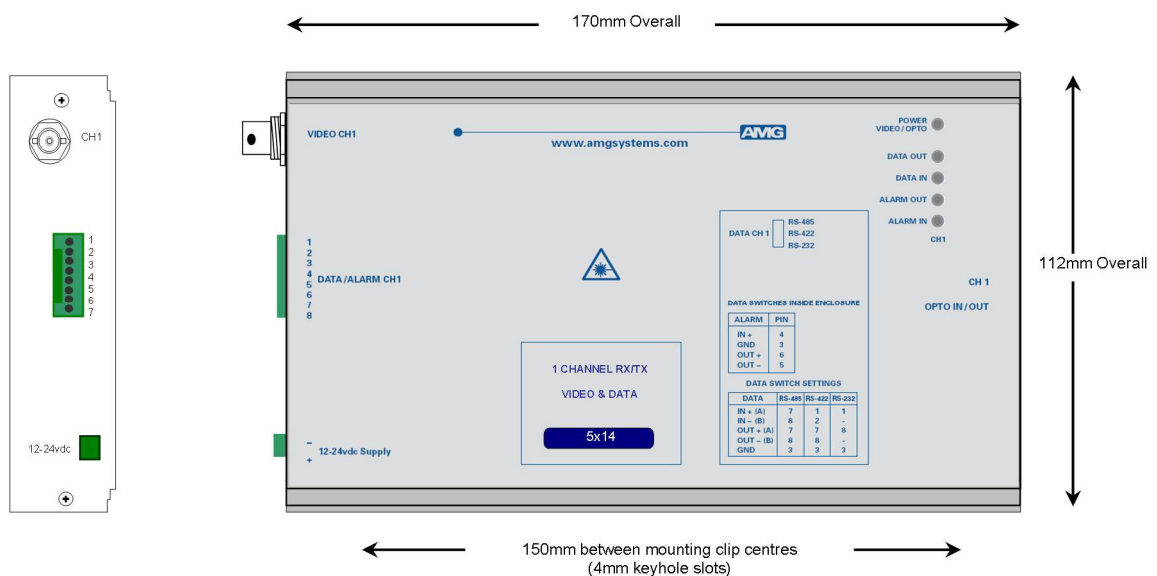 170mm Overall
CH1
1
2
3
4
5
6
7
12-24vdc
VIDEO CH1
AMG
www.amgsystems.com
POWER
VIDEO/OPTO
DATA OUT
DATA IN
ALARM OUT
ALARM IN
CH1
1
2
3
4
5
6
7
8
DATA/ALARM CH1
DATA CH 1
RS-485
RS-422
RS-232
CH 1
OPTO IN/OUT
DATA SWITCHES INSIDE ENCLOSURE
ALARM PIN
IN + 4
GND 3
OUT + 6
OUT - 5
DATA SWITCH SETTINGS
DATA RS-485 RS-422 RS-232
IN + (A) 7 1 1
IN - (B) 8 2 -
OUT + (A) 7 7 8
OUT - (B) 8 8 -
GND 3 3 3
1 CHANNEL RX/TX
VIDEO & DATA
5x14
-
+
12-24vdc Supply
112mm Overall
150mm between mounting clip centres
(4mm keyhole slots)